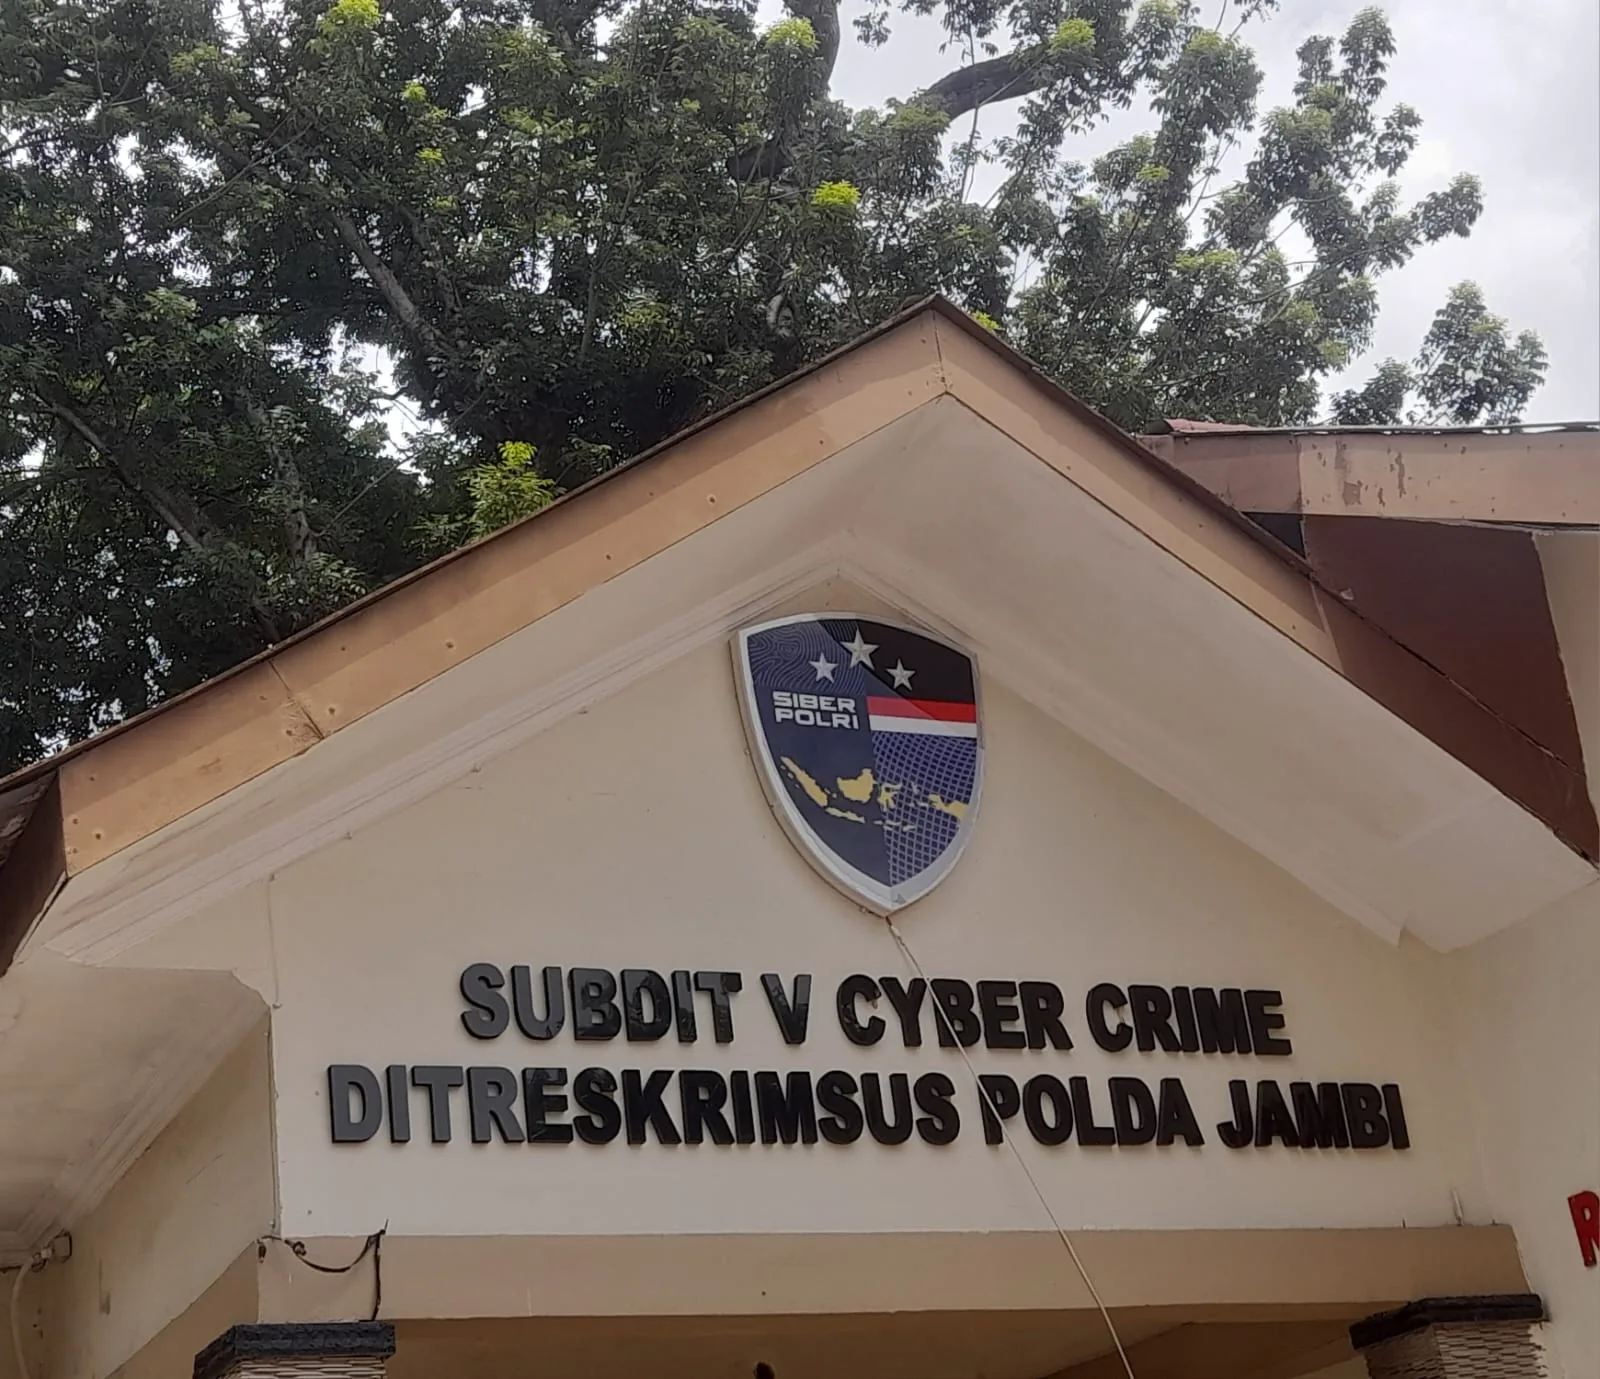 SIBER
POLRI
SUBDIT V CYBER CRIME
DITRESKRIMSUS POLDA JAMBI
R